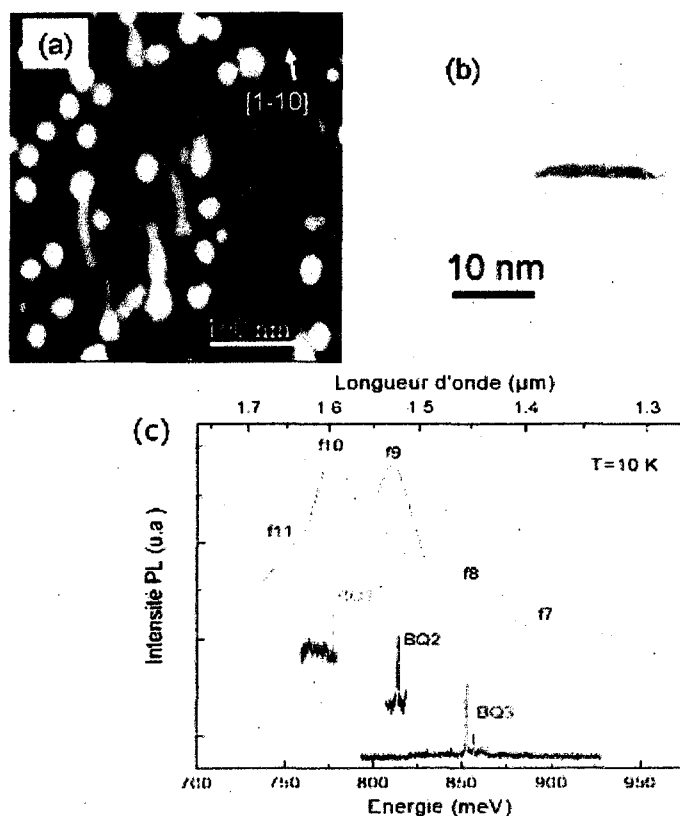 (a)
[1-10]
(b)
10 nm
Longueur d'onde (µm)
1.7 1.6 1.5 1.4 1.3
(c)
f10
f9
T=10 K
f11
f8
f7
BQ2
BQ3
Intensité PL (u.a)
700 750 800 850 900 950
Energie (meV)